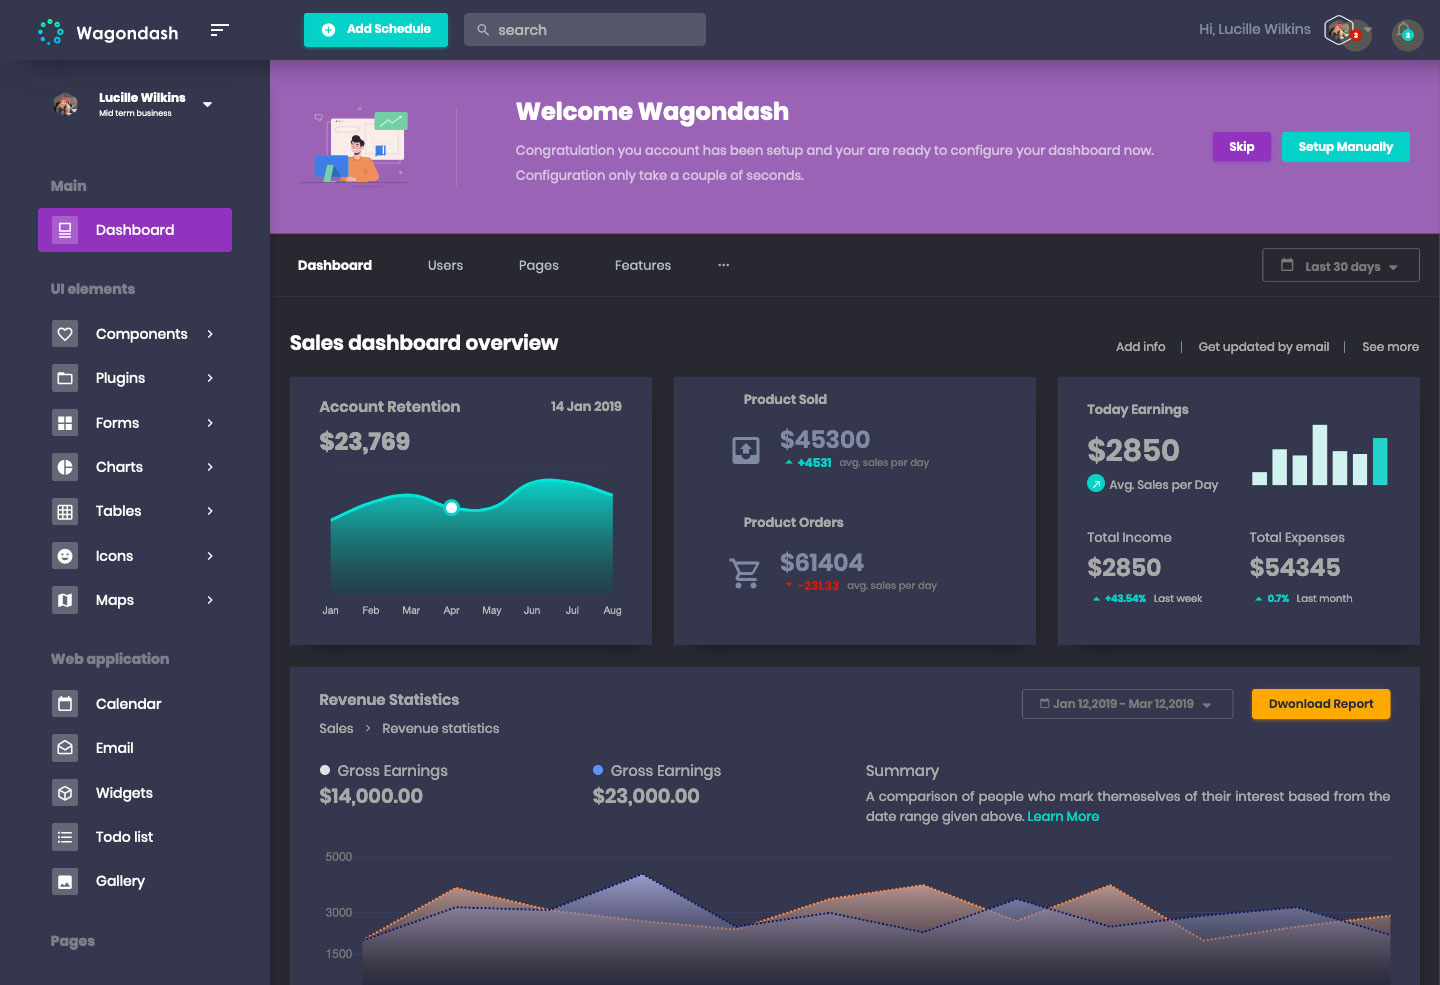 Wagondash
Add Schedule
search
Hi, Lucille Wilkins
3
3
Lucille Wilkins
Mid term business
Main
Dashboard
UI elements
Components
Plugins
Forms
Charts
Tables
Icons
Maps
Web application
Calendar
Email
Widgets
Todo list
Gallery
Pages
Welcome Wagondash
Congratulation you account has been setup and your are ready to configure your dashboard now.
Configuration only take a couple of seconds.
Skip
Setup Manually
Dashboard Users Pages Features ...
Last 30 days
Sales dashboard overview
Add info | Get updated by email | See more
Account Retention 14 Jan 2019
$23,769
Jan Feb Mar Apr May Jun Jul Aug
Product Sold
$45300
+4531 avg. sales per day
Product Orders
$61404
-231.33 avg. sales per day
Today Earnings
$2850
Avg. Sales per Day
Total Income
$2850
+43.54% Last week
Total Expenses
$54345
0.7% Last month
Revenue Statistics
Sales > Revenue statistics
Jan 12,2019 - Mar 12,2019
Dwonload Report
Gross Earnings
$14,000.00
Gross Earnings
$23,000.00
Summary
A comparison of people who mark themeselves of their interest based from the
date range given above. Learn More
5000
3000
1500